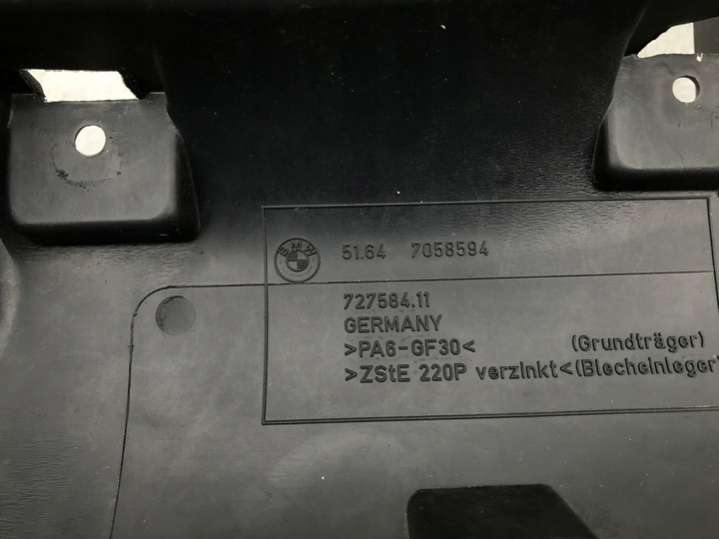 BMW
51.64 7058594
727584.11
GERMANY
>PA6-GF30< (Grundträger)
>ZStE 220P verzinkt<(Blecheinleger)